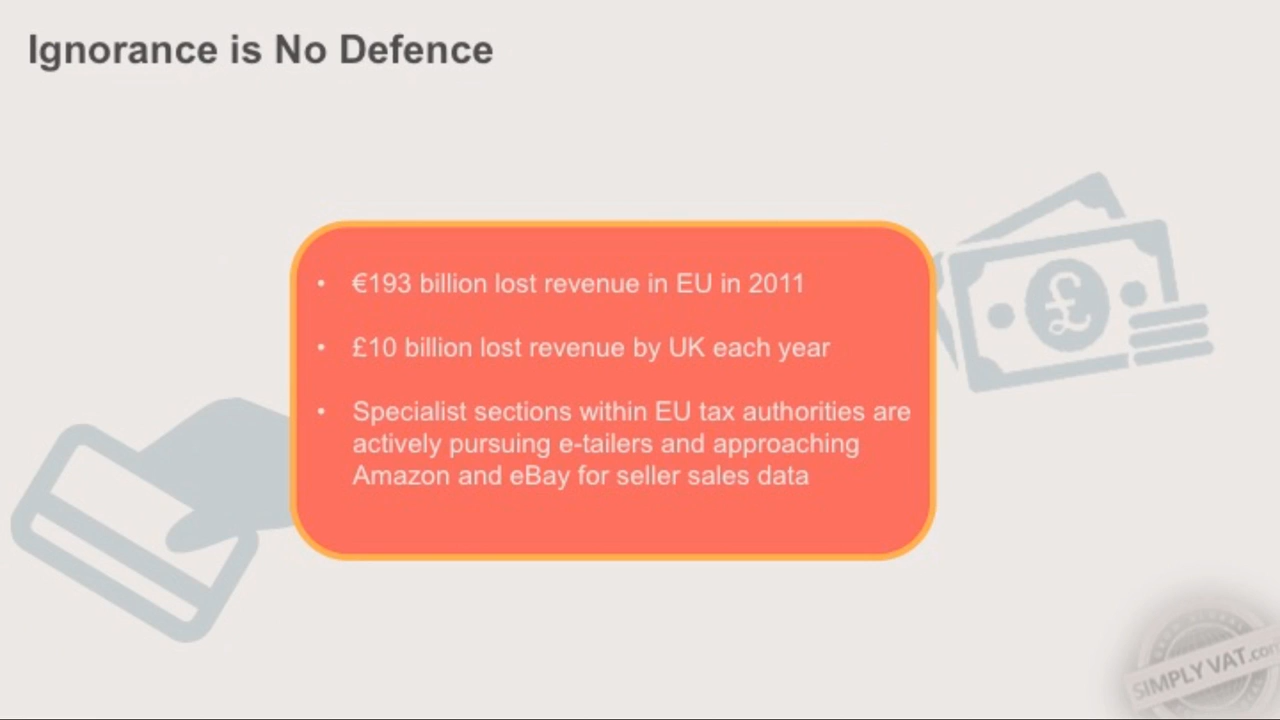 Ignorance is No Defence
• €193 billion lost revenue in EU in 2011
• £10 billion lost revenue by UK each year
• Specialist sections within EU tax authorities are
actively pursuing e-tailers and approaching
Amazon and eBay for seller sales data
£
SIMPLY VAT.com